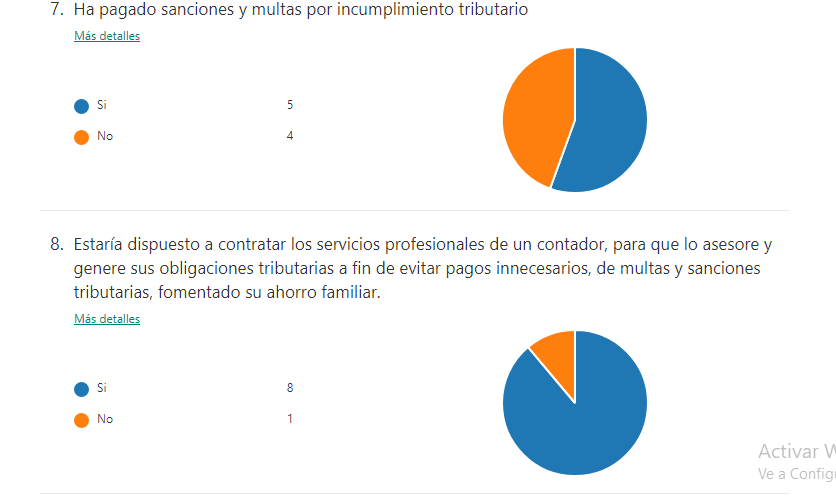 7. Ha pagado sanciones y multas por incumplimiento tributario
Más detalles
Si 5
No 4
8. Estaría dispuesto a contratar los servicios profesionales de un contador, para que lo asesore y
genere sus obligaciones tributarias a fin de evitar pagos innecesarios, de multas y sanciones
tributarias, fomentado su ahorro familiar.
Más detalles
Si 8
No 1
Activar W
Ve a Config